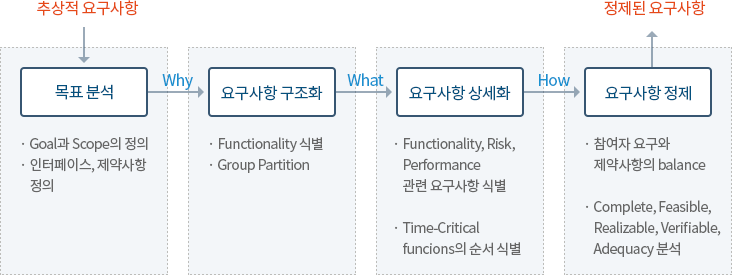 추상적 요구사항
정제된 요구사항
목표 분석
Why
요구사항 구조화
What
요구사항 상세화
How
요구사항 정제
· Goal과 Scope의 정의
· 인터페이스, 제약사항
정의
· Functionality 식별
· Group Partition
· Functionality, Risk,
Performance
관련 요구사항 식별
· Time-Critical
funcions의 순서 식별
· 참여자 요구와
제약사항의 balance
· Complete, Feasible,
Realizable, Verifiable,
Adequacy 분석